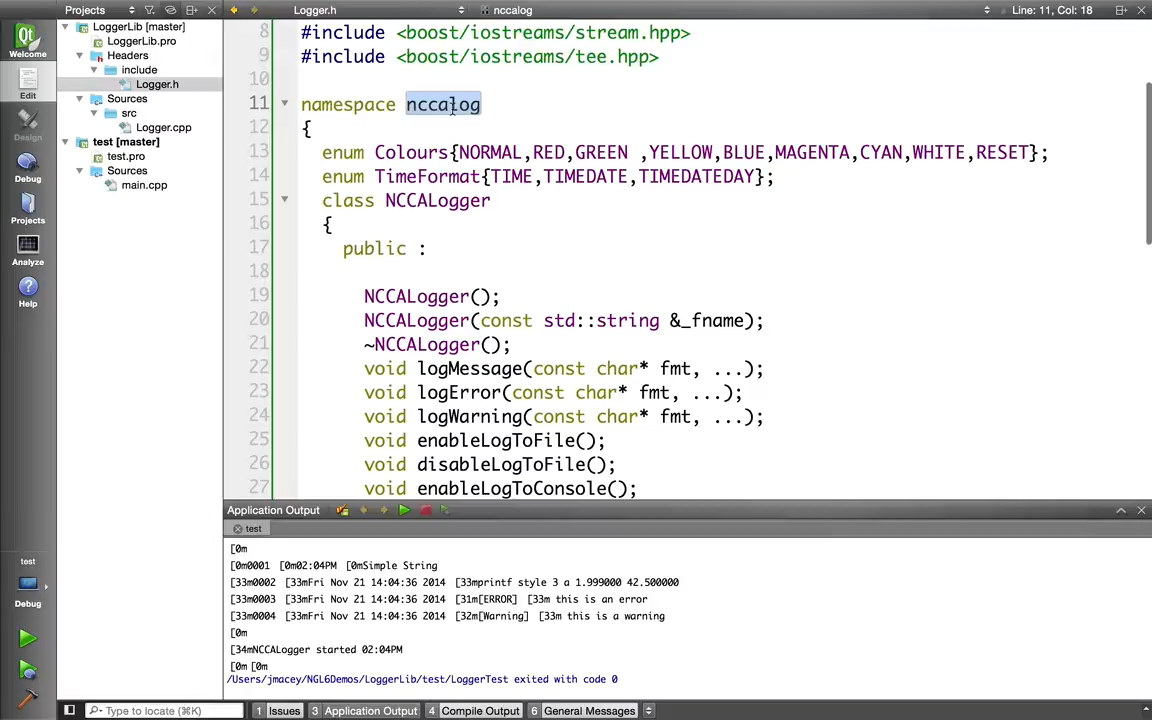 Projects
Logger.h
nccalog
Line: 11, Col: 18
Welcome
Edit
Design
Debug
Projects
Analyze
Help
test
Debug
LoggerLib [master]
LoggerLib.pro
Headers
include
Logger.h
Sources
src
Logger.cpp
test [master]
test.pro
Sources
main.cpp
8 #include <boost/iostreams/stream.hpp>
9 #include <boost/iostreams/tee.hpp>
10
11 namespace nccalog
12 {
13 enum Colours{NORMAL,RED,GREEN ,YELLOW,BLUE,MAGENTA,CYAN,WHITE,RESET};
14 enum TimeFormat{TIME,TIMEDATE,TIMEDATEDAY};
15 class NCCALogger
16 {
17 public :
18
19 NCCALogger();
20 NCCALogger(const std::string &_fname);
21 ~NCCALogger();
22 void logMessage(const char* fmt, ...);
23 void logError(const char* fmt, ...);
24 void logWarning(const char* fmt, ...);
25 void enableLogToFile();
26 void disableLogToFile();
27 void enableLogToConsole();
Application Output
test
[0m
[0m0001 [0m02:04PM [0mSimple String
[33m0002 [33mFri Nov 21 14:04:36 2014 [33mprintf style 3 a 1.999000 42.500000
[33m0003 [33mFri Nov 21 14:04:36 2014 [31m[ERROR] [33m this is an error
[33m0004 [33mFri Nov 21 14:04:36 2014 [32m[Warning] [33m this is a warning
[0m
[34mNCCALogger started 02:04PM
[0m [0m
/Users/jmacey/NGL6Demos/LoggerLib/test/LoggerTest exited with code 0
Type to locate (⌘K)
1 Issues
3 Application Output
4 Compile Output
6 General Messages